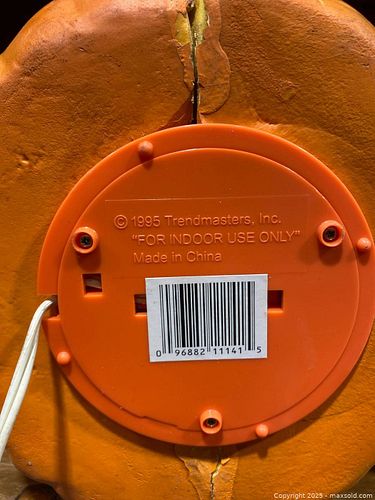 © 1995 Trendmasters, Inc.
"FOR INDOOR USE ONLY"
Made in China
0 96882 11141 5
Copyright 2025 - maxsold.com